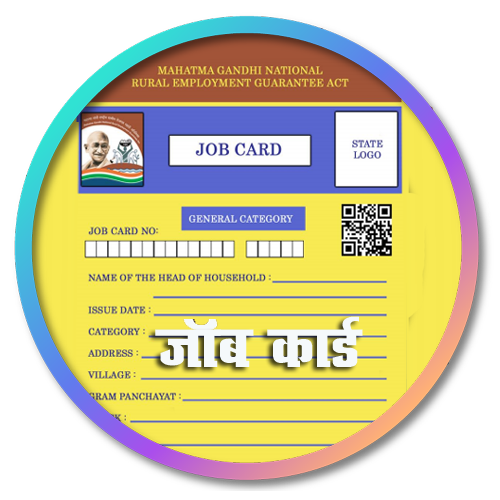 MAHATMA GANDHI NATIONAL
RURAL EMPLOYMENT GUARANTEE ACT
JOB CARD
STATE
LOGO
GENERAL CATEGORY
JOB CARD NO:
NAME OF THE HEAD OF HOUSEHOLD :
ISSUE DATE :
CATEGORY :
जॉब कार्ड
ADDRESS :
VILLAGE :
GRAM PANCHAYAT :